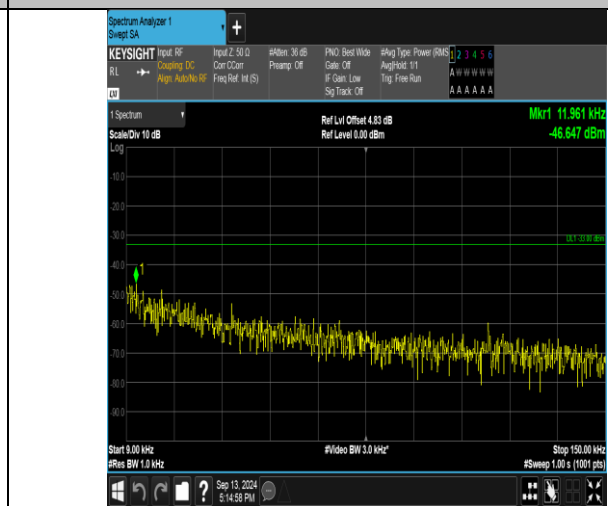 Spectrum Analyzer 1
Swept SA
+
KEYSIGHT Input: RF Input Z: 50 Ω #Atten: 36 dB PNO: Best Wide #Avg Type: Power (RMS 1 2 3 4 5 6
RL Coupling: DC Corr CCorr Preamp: Off Gate: Off Avg|Hold: 1/1 A W W W W W
Align: Auto/No RF Freq Ref: Int (S) IF Gain: Low Trig: Free Run
Sig Track: Off A A A A A A
1 Spectrum Ref Lvl Offset 4.83 dB Mkr1 11.961 kHz
Scale/Div 10 dB Ref Level 0.00 dBm -46.647 dBm
Log
-10.0
-20.0
-30.0
DL1 -33.00 dBm
-40.0
1
-50.0
-60.0
-70.0
-80.0
-90.0
Start 9.00 kHz #Video BW 3.0 kHz* Stop 150.00 kHz
#Res BW 1.0 kHz #Sweep 1.00 s (1001 pts)
? Sep 13, 2024
5:14:58 PM